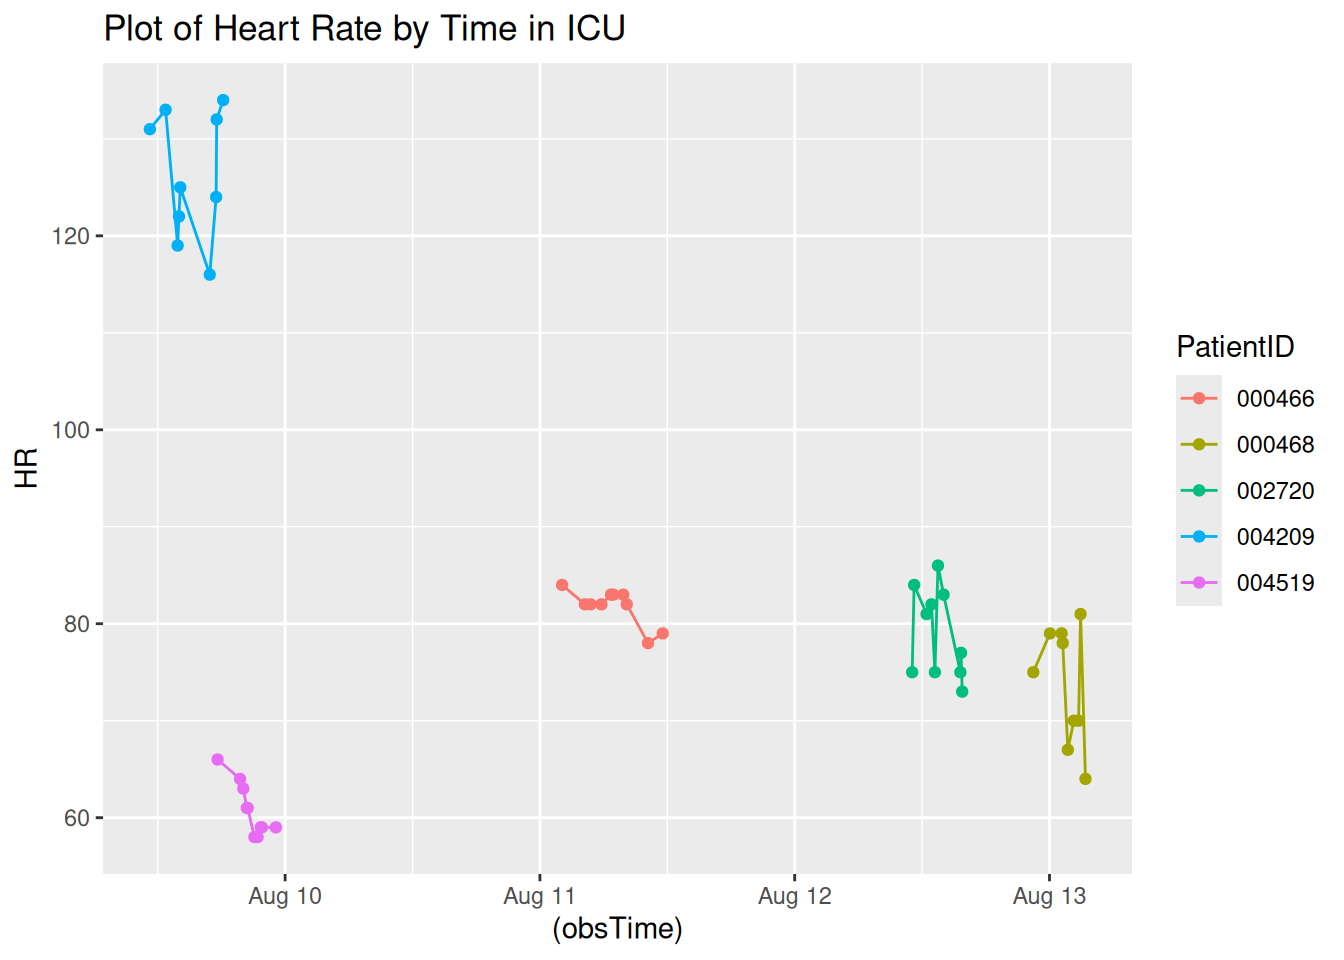 Plot of Heart Rate by Time in ICU
HR
120
100
80
60
Aug 10
Aug 11
Aug 12
Aug 13
(obsTime)
PatientID
000466
000468
002720
004209
004519